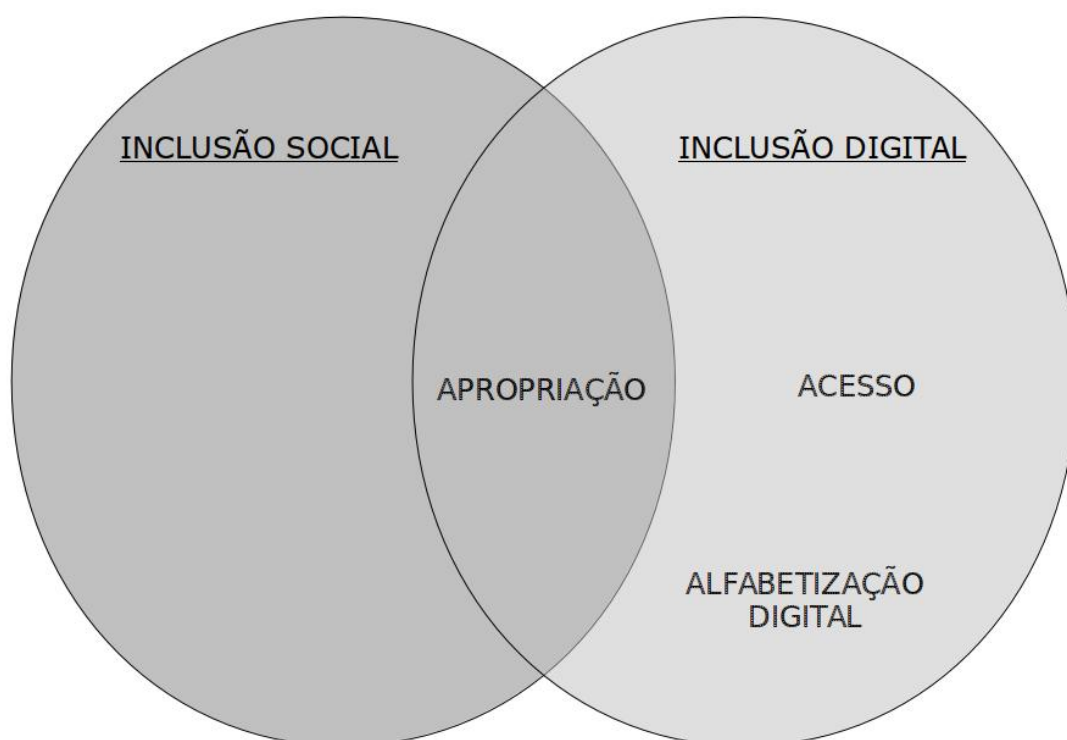 INCLUSÃO SOCIAL
INCLUSÃO DIGITAL
APROPRIAÇÃO
ACESSO
ALFABETIZAÇÃO
DIGITAL